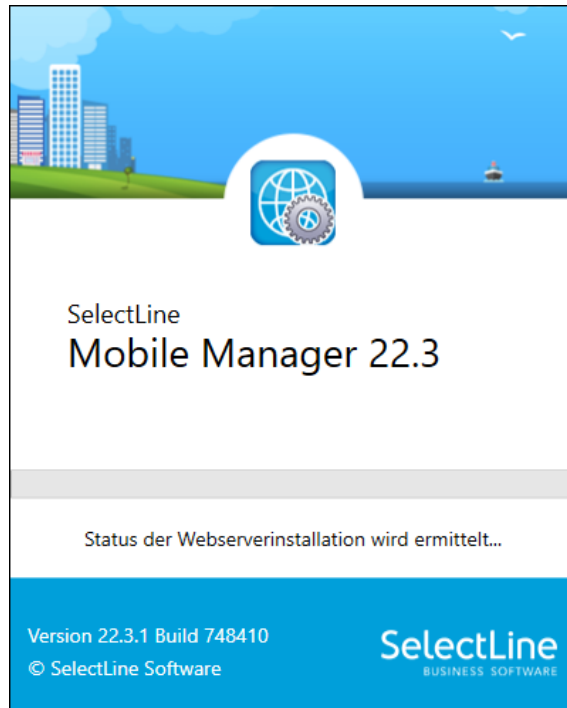 SelectLine
Mobile Manager 22.3
Status der Webserverinstallation wird ermittelt...
Version 22.3.1 Build 748410
© SelectLine Software
SelectLine
BUSINESS SOFTWARE